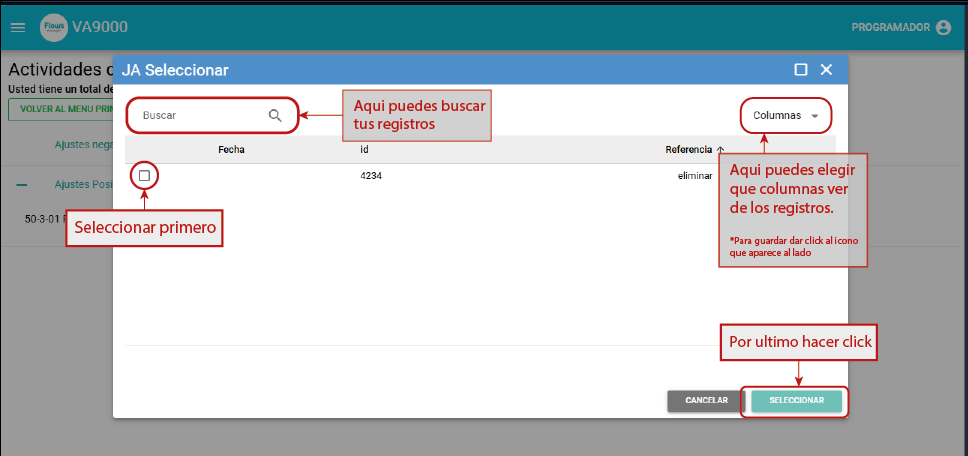 Flows
VA9000
PROGRAMADOR
Actividades c
Usted tiene un total de
VOLVER AL MENU PRIN
Ajustes nega
Ajustes Posi
50-3-01 P
JA Seleccionar
Buscar
Aqui puedes buscar
tus registros
Columnas
Fecha
id
Referencia
4234
eliminar
Aqui puedes elegir
que columnas ver
de los registros.
*Para guardar dar click al icono
que aparece al lado
Seleccionar primero
Por ultimo hacer click
CANCELAR
SELECCIONAR